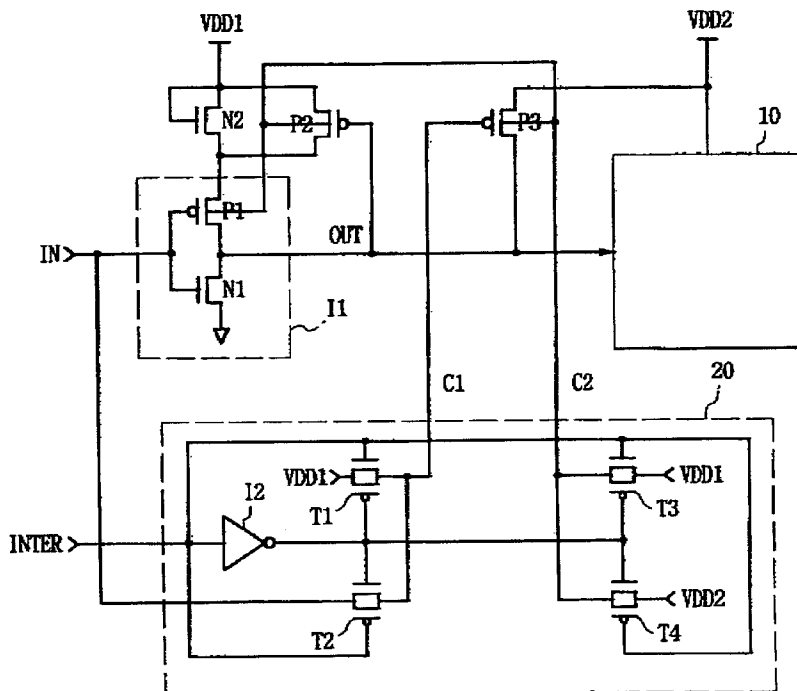 VDD1
VDD2
N2
P2
P3
10
P1
OUT
IN
N1
I1
C1
C2
20
VDD1
I2
T1
VDD1
T3
INTER
T2
VDD2
T4